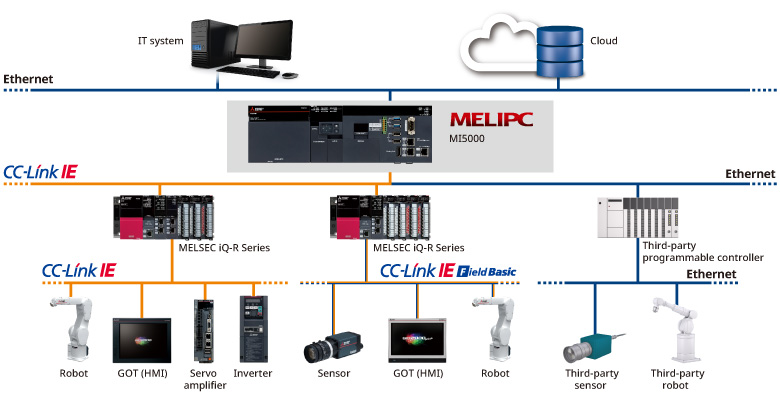 IT system
Cloud
Ethernet
MELIPC
MI5000
CC-Link IE
Ethernet
MELSEC iQ-R Series
MELSEC iQ-R Series
Third-party
programmable controller
CC-Link IE
CC-Link IE Field Basic
Ethernet
Robot
GOT (HMI)
Servo
amplifier
Inverter
Sensor
GOT (HMI)
Robot
Third-party
sensor
Third-party
robot